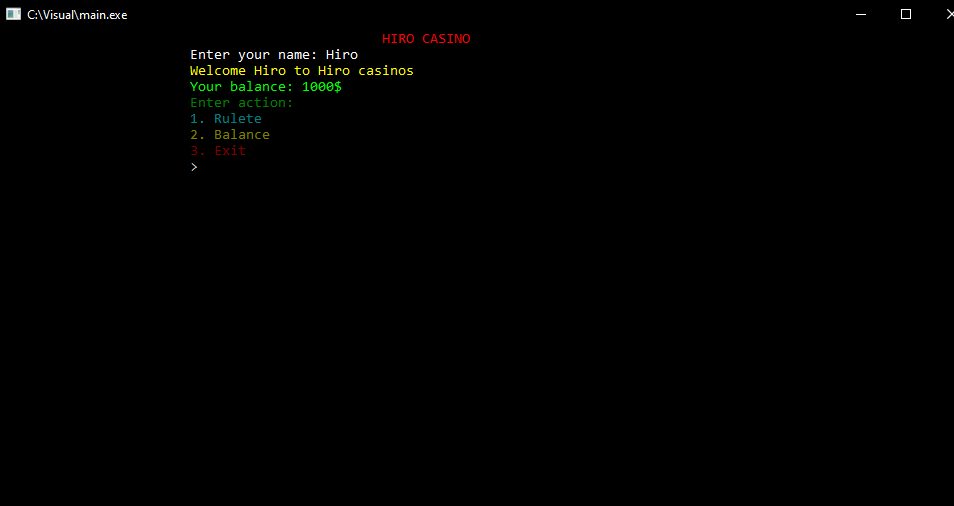 C:\Visual\main.exe
HIRO CASINO
Enter your name: Hiro
Welcome Hiro to Hiro casinos
Your balance: 1000$
Enter action:
1. Rulete
2. Balance
3. Exit
>